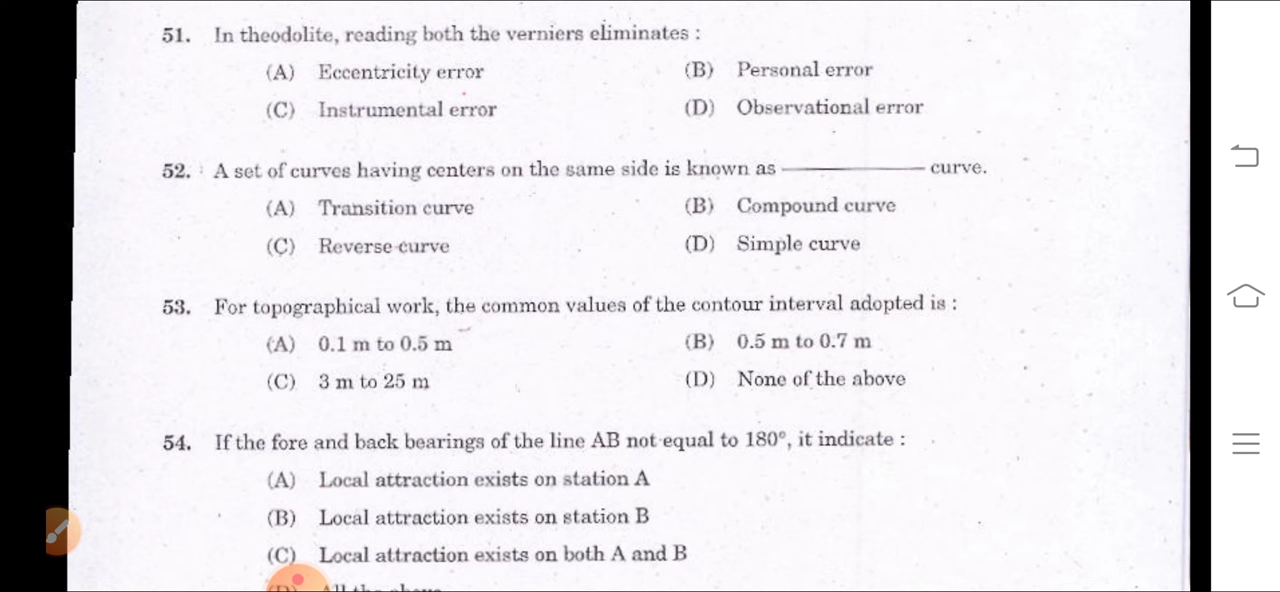 51. In theodolite, reading both the verniers eliminates :
(A) Eccentricity error (B) Personal error
(C) Instrumental error (D) Observational error
52. A set of curves having centers on the same side is known as ———— curve.
(A) Transition curve (B) Compound curve
(C) Reverse curve (D) Simple curve
53. For topographical work, the common values of the contour interval adopted is :
(A) 0.1 m to 0.5 m (B) 0.5 m to 0.7 m
(C) 3 m to 25 m (D) None of the above
54. If the fore and back bearings of the line AB not equal to 180°, it indicate :
(A) Local attraction exists on station A
(B) Local attraction exists on station B
(C) Local attraction exists on both A and B
(D) All the above